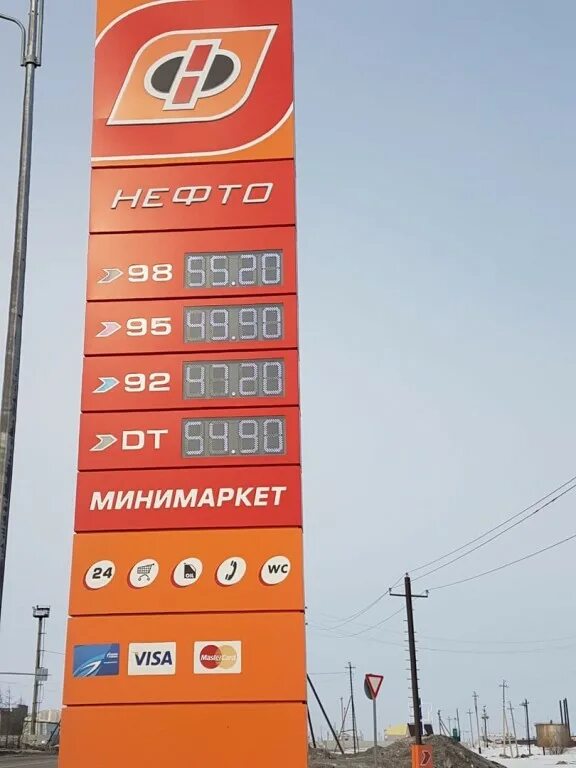 НЕФТО
98 55.20
95 49.90
92 47.20
DT 54.90
МИНИМАРКЕТ
24 OIL WC
VISA MasterCard